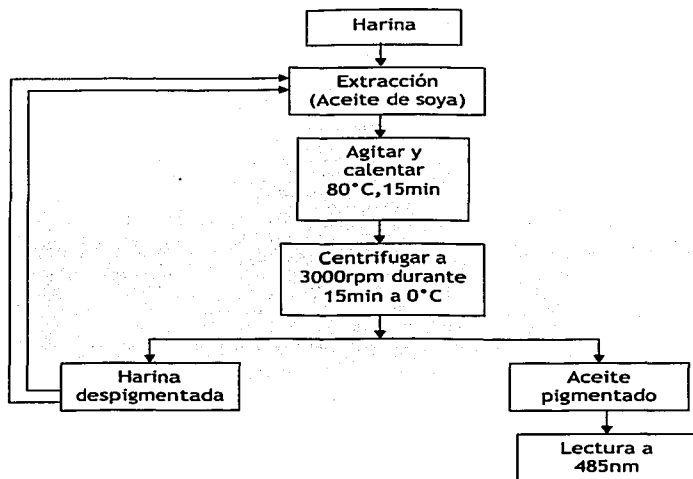 Harina
Extracción
(Aceite de soya)
Agitar y
calentar
80°C,15min
Centrifugar a
3000rpm durante
15min a 0°C
Harina
despigmentada
Aceite
pigmentado
Lectura a
485nm